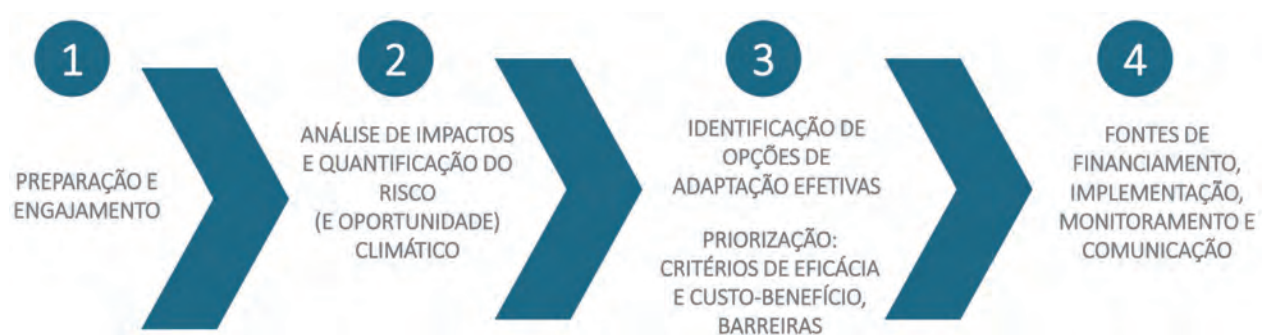 1
PREPARAÇÃO E
ENGAJAMENTO
2
ANÁLISE DE IMPACTOS
E QUANTIFICAÇÃO DO
RISCO
(E OPORTUNIDADE)
CLIMÁTICO
3
IDENTIFICAÇÃO DE
OPÇÕES DE
ADAPTAÇÃO EFETIVAS
PRIORIZAÇÃO:
CRITÉRIOS DE EFICÁCIA
E CUSTO-BENEFÍCIO,
BARREIRAS
4
FONTES DE
FINANCIAMENTO,
IMPLEMENTAÇÃO,
MONITORAMENTO E
COMUNICAÇÃO